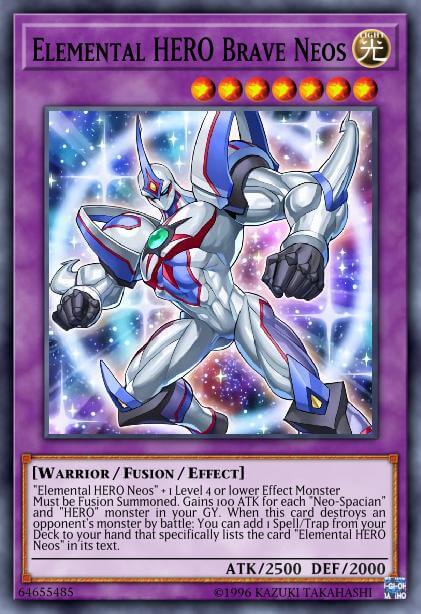 ELEMENTAL HERO BRAVE NEOS
LIGHT
光
[WARRIOR / FUSION / EFFECT]
"Elemental HERO Neos" + 1 Level 4 or lower Effect Monster
Must be Fusion Summoned. Gains 100 ATK for each "Neo-Spacian"
and "HERO" monster in your GY. When this card destroys an
opponent's monster by battle: You can add 1 Spell/Trap from your
Deck to your hand that specifically lists the card "Elemental HERO
Neos" in its text.
ATK/2500 DEF/2000
64655485 ©1996 KAZUKI TAKAHASHI